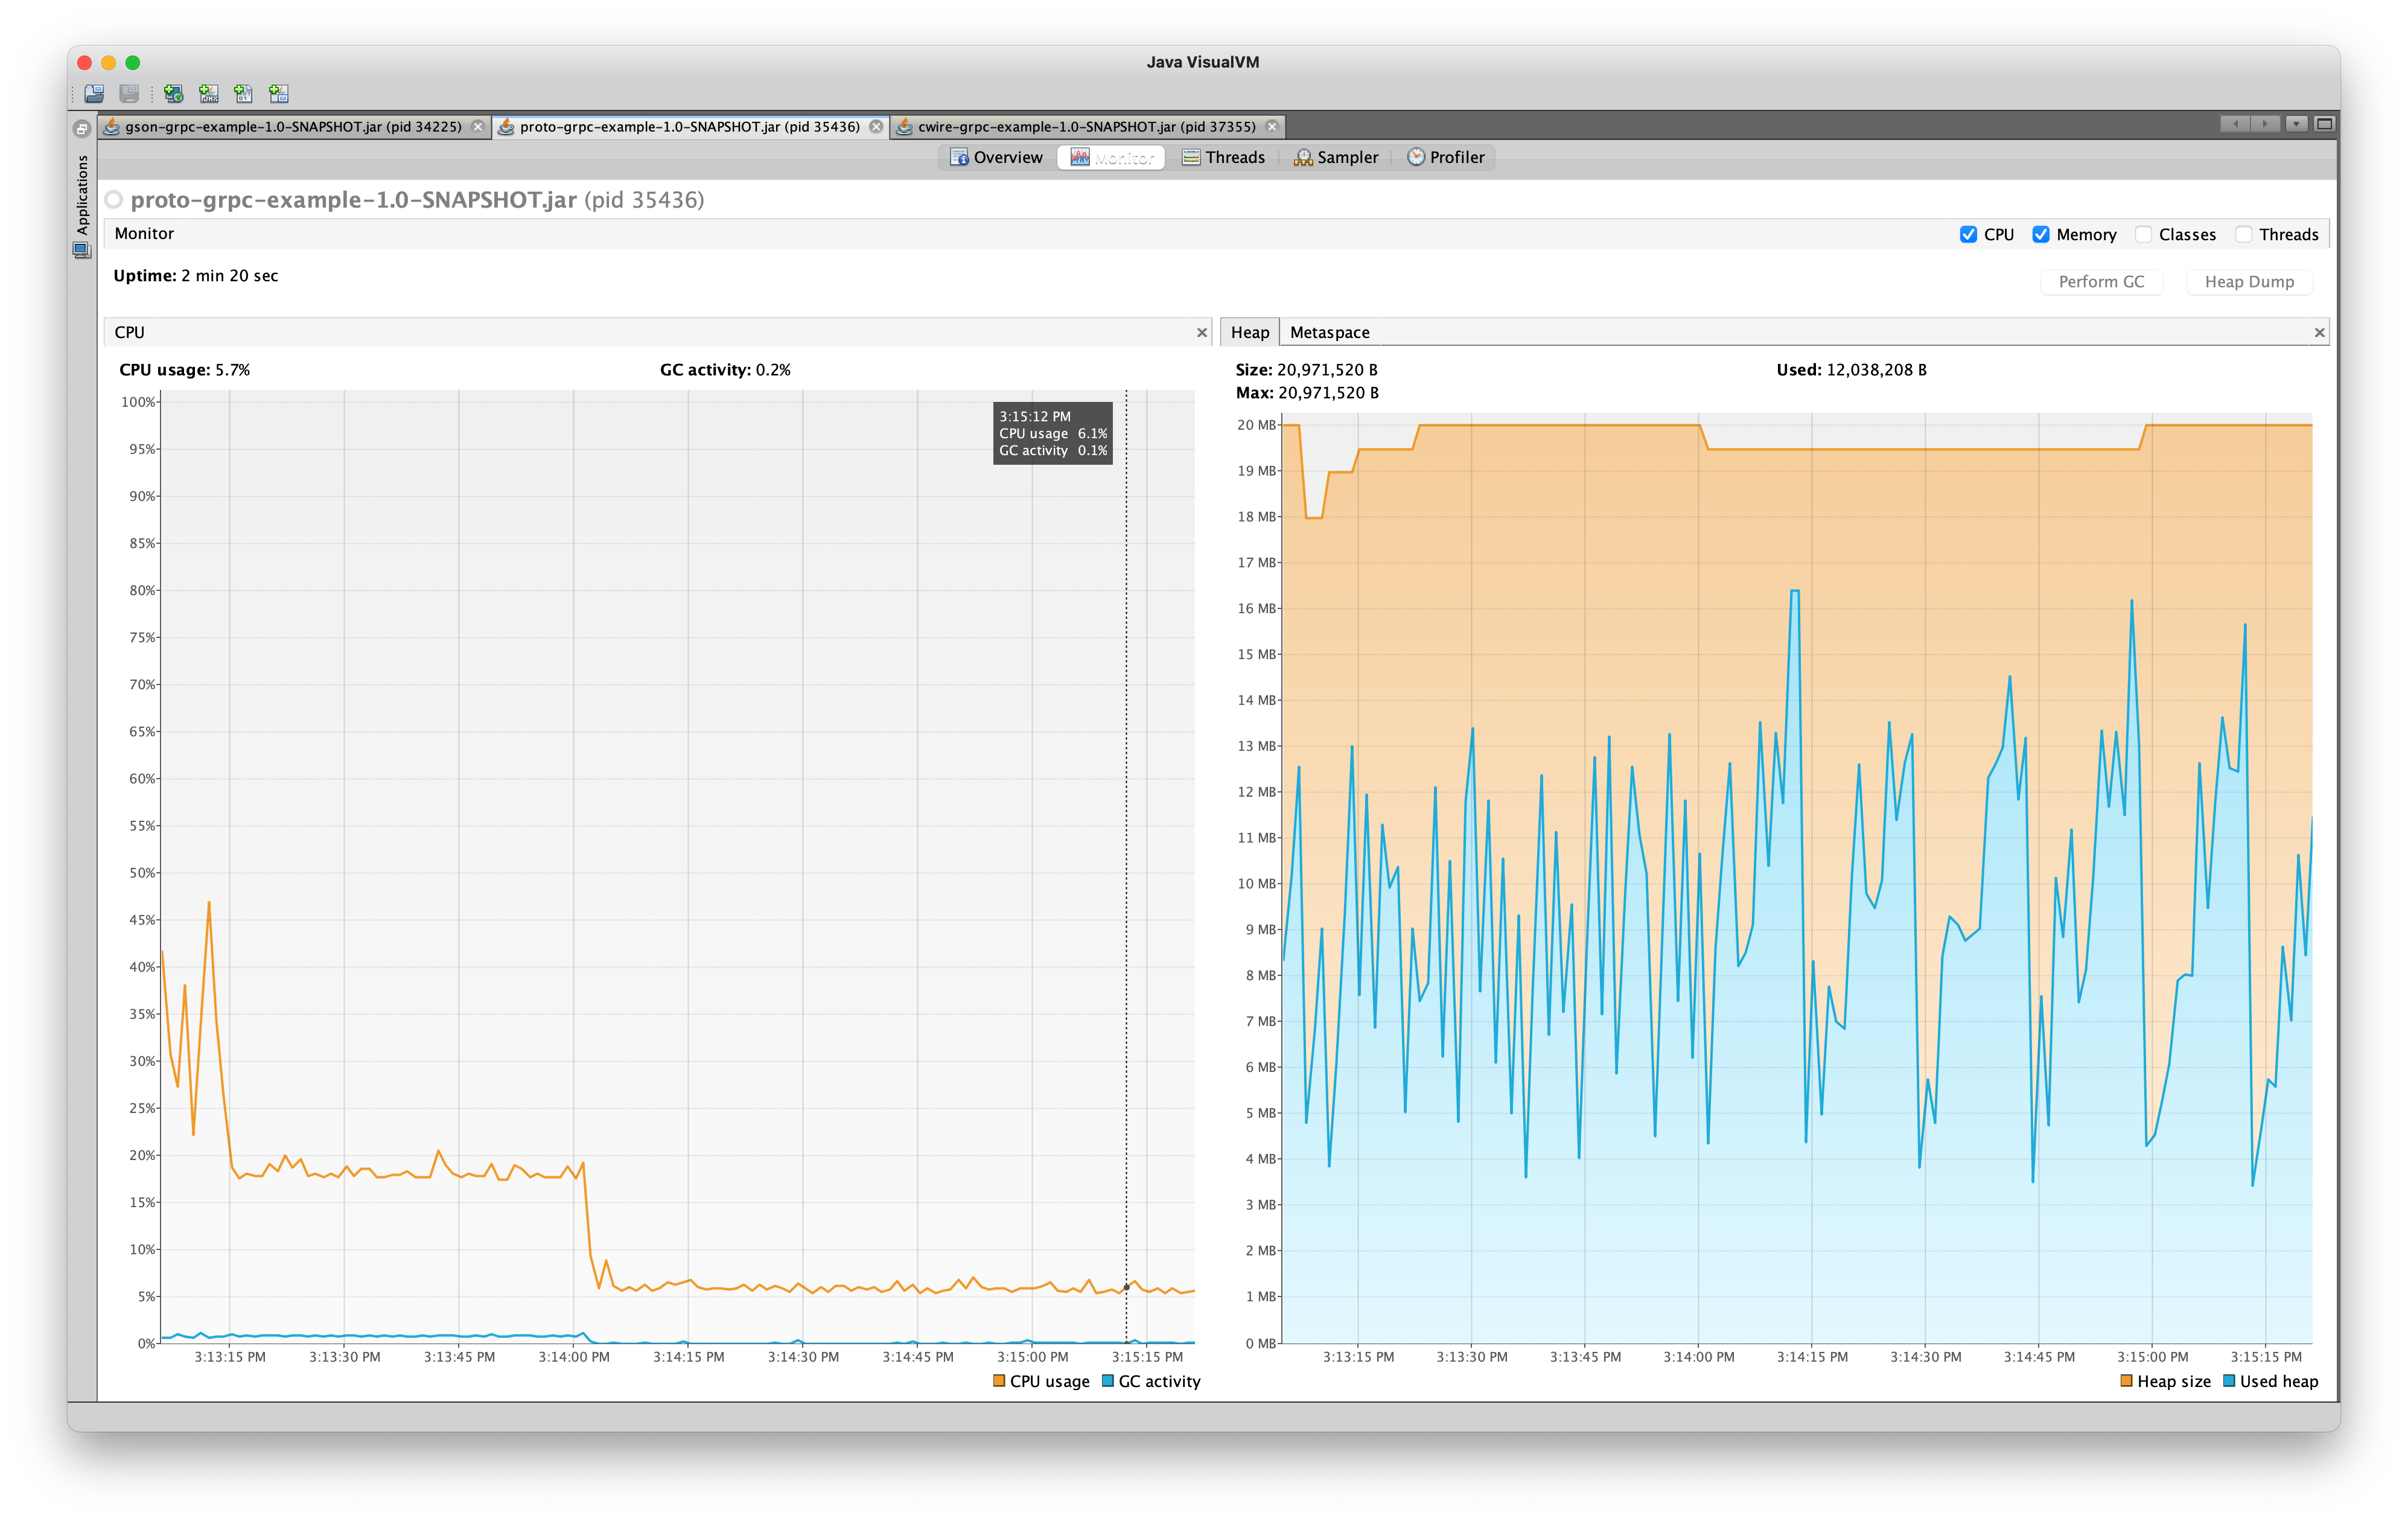 Java VisualVM
gson-grpc-example-1.0-SNAPSHOT.jar (pid 34225)
proto-grpc-example-1.0-SNAPSHOT.jar (pid 35436)
cwire-grpc-example-1.0-SNAPSHOT.jar (pid 37355)
Applications
Overview
Monitor
Threads
Sampler
Profiler
proto-grpc-example-1.0-SNAPSHOT.jar (pid 35436)
Monitor
CPU
Memory
Classes
Threads
Uptime: 2 min 20 sec
Perform GC
Heap Dump
CPU
CPU usage: 5.7%
GC activity: 0.2%
100%
95%
90%
85%
80%
75%
70%
65%
60%
55%
50%
45%
40%
35%
30%
25%
20%
15%
10%
5%
0%
3:15:12 PM
CPU usage 6.1%
GC activity 0.1%
3:13:15 PM
3:13:30 PM
3:13:45 PM
3:14:00 PM
3:14:15 PM
3:14:30 PM
3:14:45 PM
3:15:00 PM
3:15:15 PM
CPU usage
GC activity
Heap
Metaspace
Size: 20,971,520 B
Used: 12,038,208 B
Max: 20,971,520 B
20 MB
19 MB
18 MB
17 MB
16 MB
15 MB
14 MB
13 MB
12 MB
11 MB
10 MB
9 MB
8 MB
7 MB
6 MB
5 MB
4 MB
3 MB
2 MB
1 MB
0 MB
3:13:15 PM
3:13:30 PM
3:13:45 PM
3:14:00 PM
3:14:15 PM
3:14:30 PM
3:14:45 PM
3:15:00 PM
3:15:15 PM
Heap size
Used heap